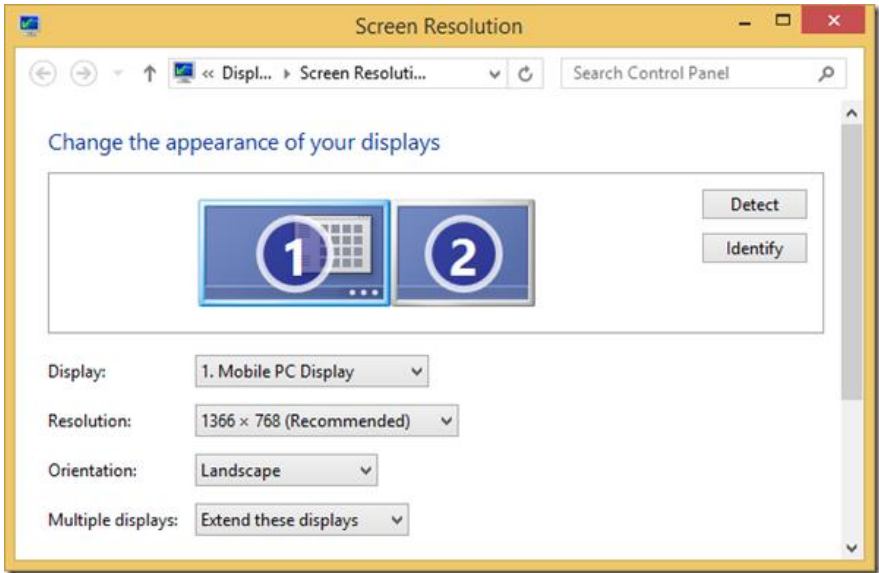 Screen Resolution
« Displ... Screen Resoluti... Search Control Panel
Change the appearance of your displays
1 2
Detect
Identify
Display: 1. Mobile PC Display
Resolution: 1366 × 768 (Recommended)
Orientation: Landscape
Multiple displays: Extend these displays